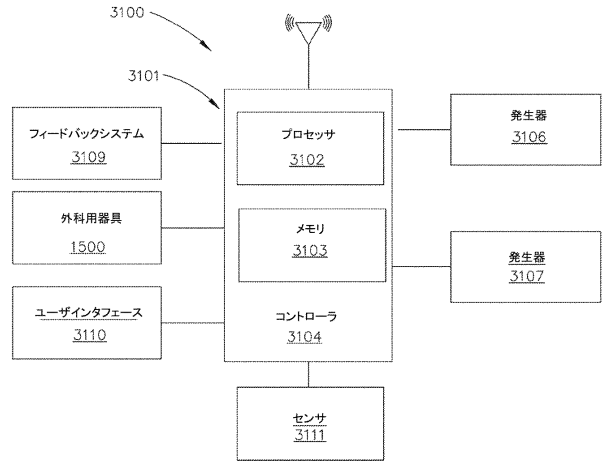 3100
3101
フィードバックシステム
3109
外科用器具
1500
ユーザインタフェース
3110
プロセッサ
3102
メモリ
3103
コントローラ
3104
発生器
3106
発生器
3107
センサ
3111